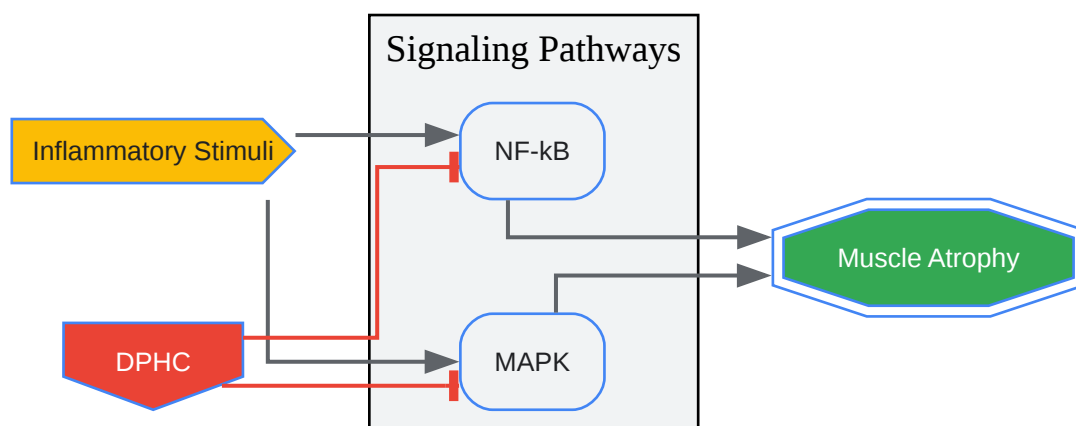 Signaling Pathways
Inflammatory Stimuli
NF-kB
Muscle Atrophy
DPHC
MAPK